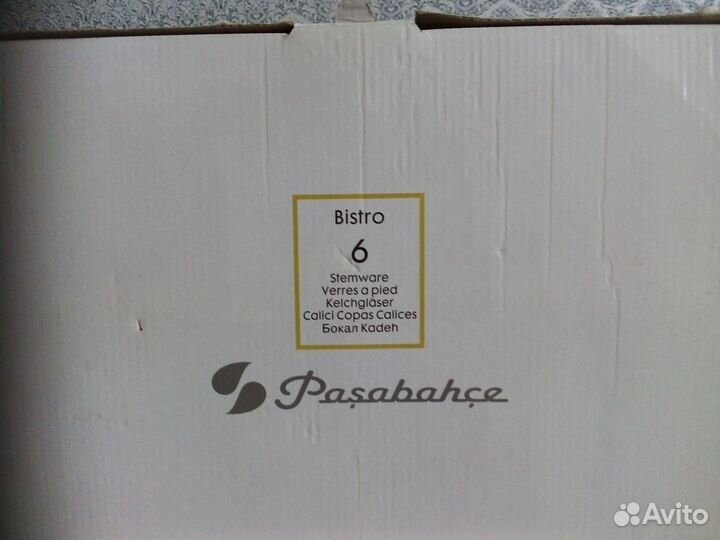 Bistro
6
Stemware
Verres a pied
Kelchgläser
Calici Copas Calices
Бокал Kadeh
Paşabahçe
Avito